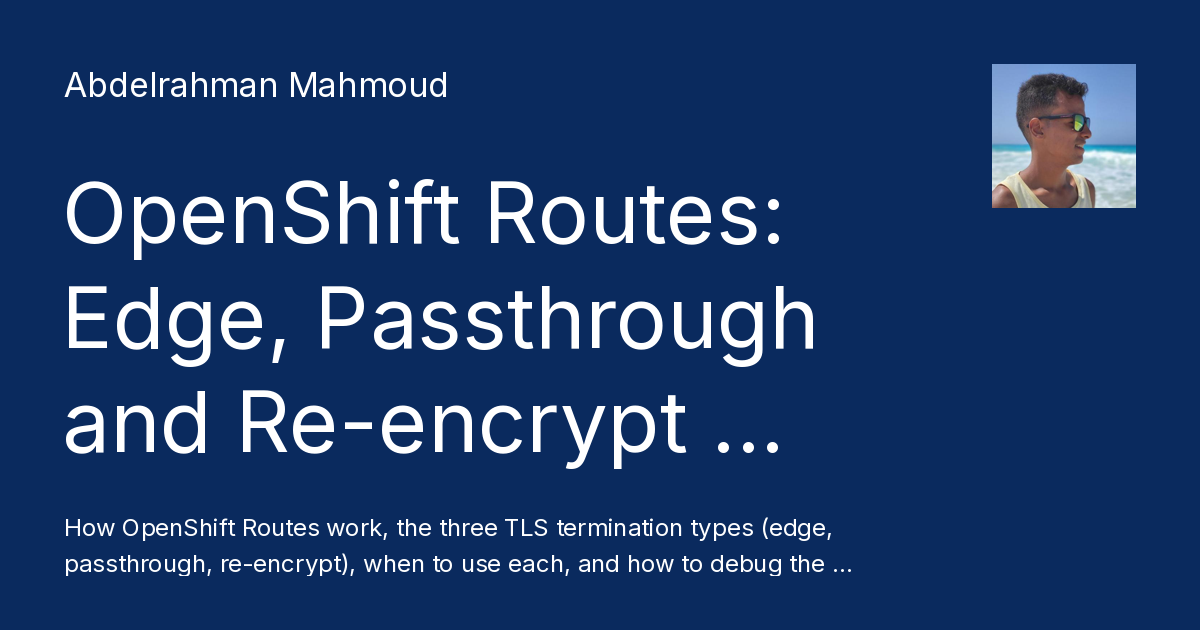 Abdelrahman Mahmoud
OpenShift Routes:
Edge, Passthrough
and Re-encrypt ...
How OpenShift Routes work, the three TLS termination types (edge,
passthrough, re-encrypt), when to use each, and how to debug the ...